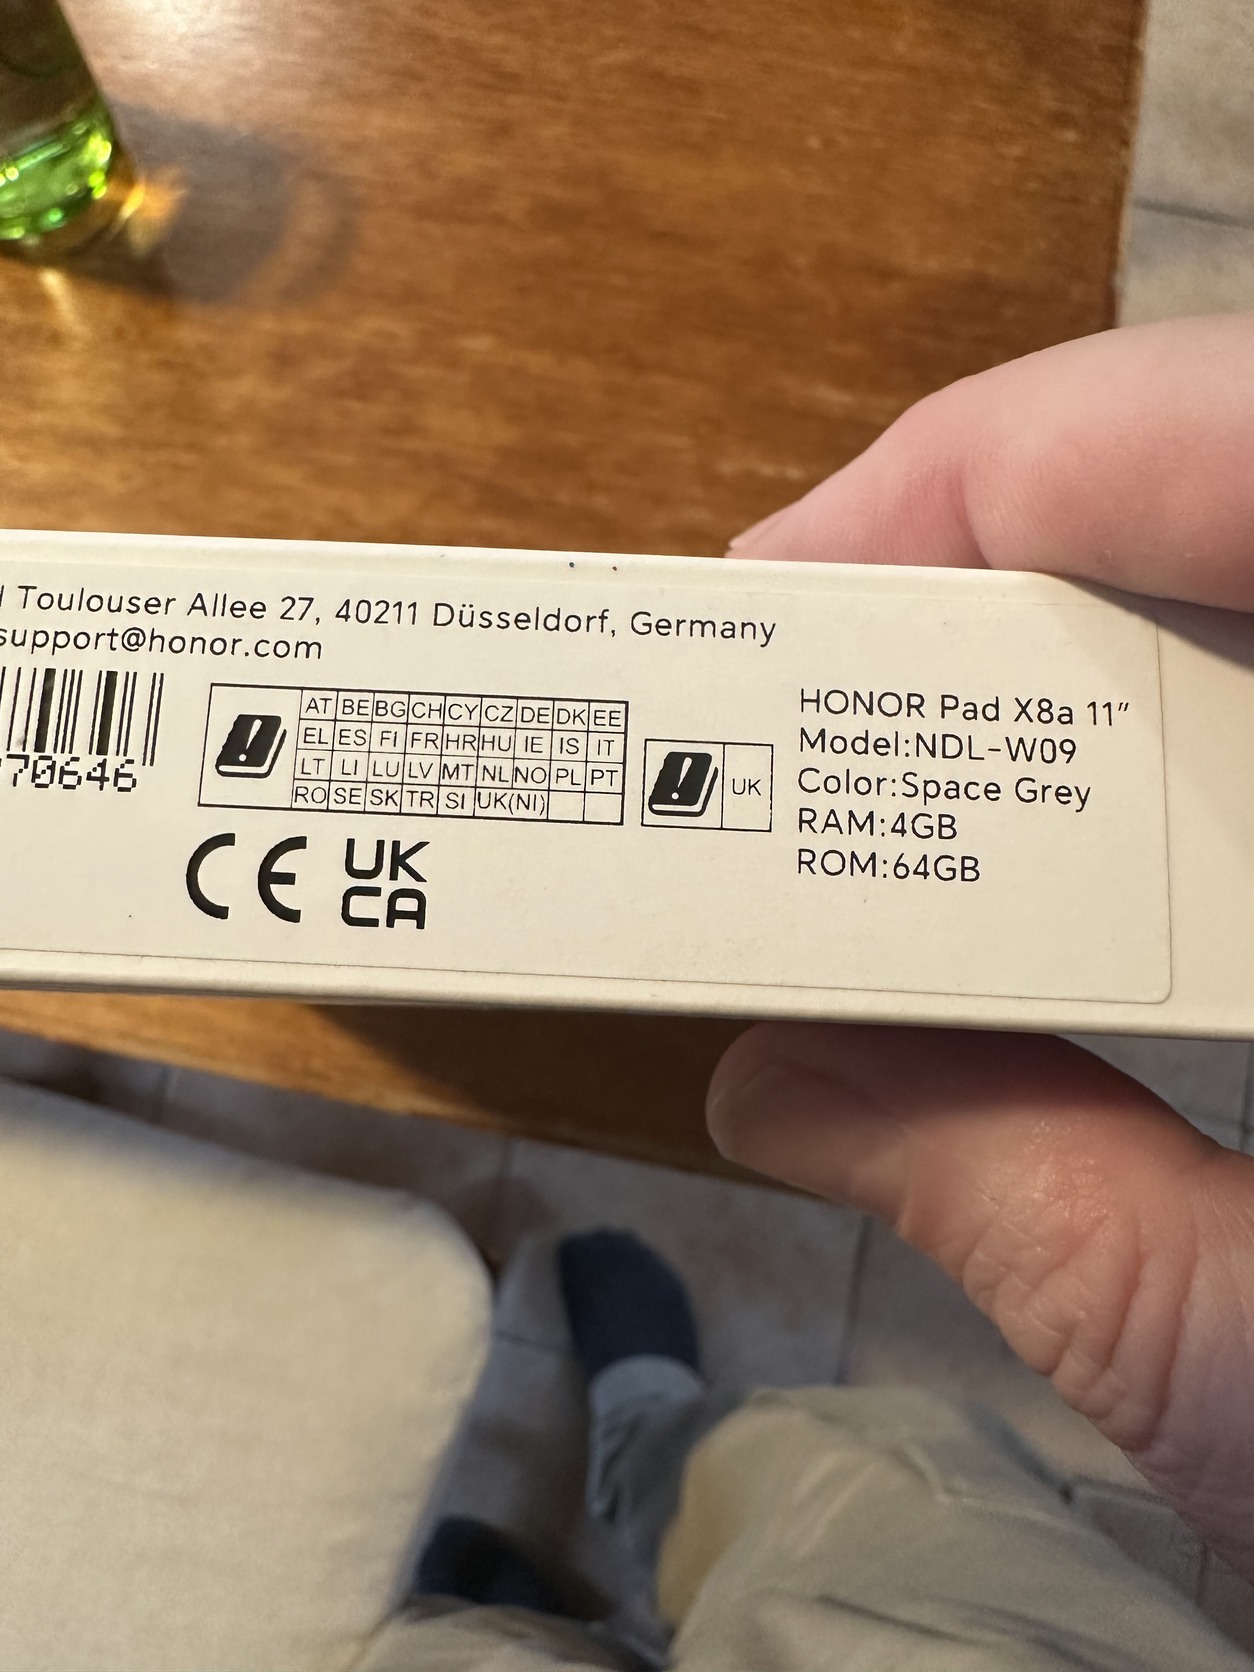 Toulouser Allee 27, 40211 Düsseldorf, Germany
support@honor.com
70646
AT BE BG CH CY CZ DE DK EE
EL ES FI FR HR HU IE IS IT
LT LI LU LV MT NL NO PL PT
RO SE SK TR SI UK(NI)
UK
CE UK
CA
HONOR Pad X8a 11"
Model:NDL-W09
Color:Space Grey
RAM:4GB
ROM:64GB